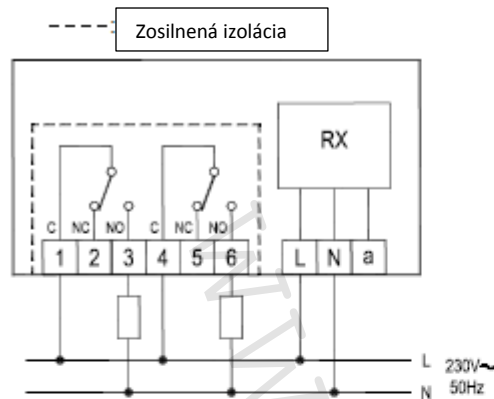 Zosilnená izolácia
RX
C NC NO C NC NO
1 2 3 4 5 6 L N a
L 230V~
N 50Hz